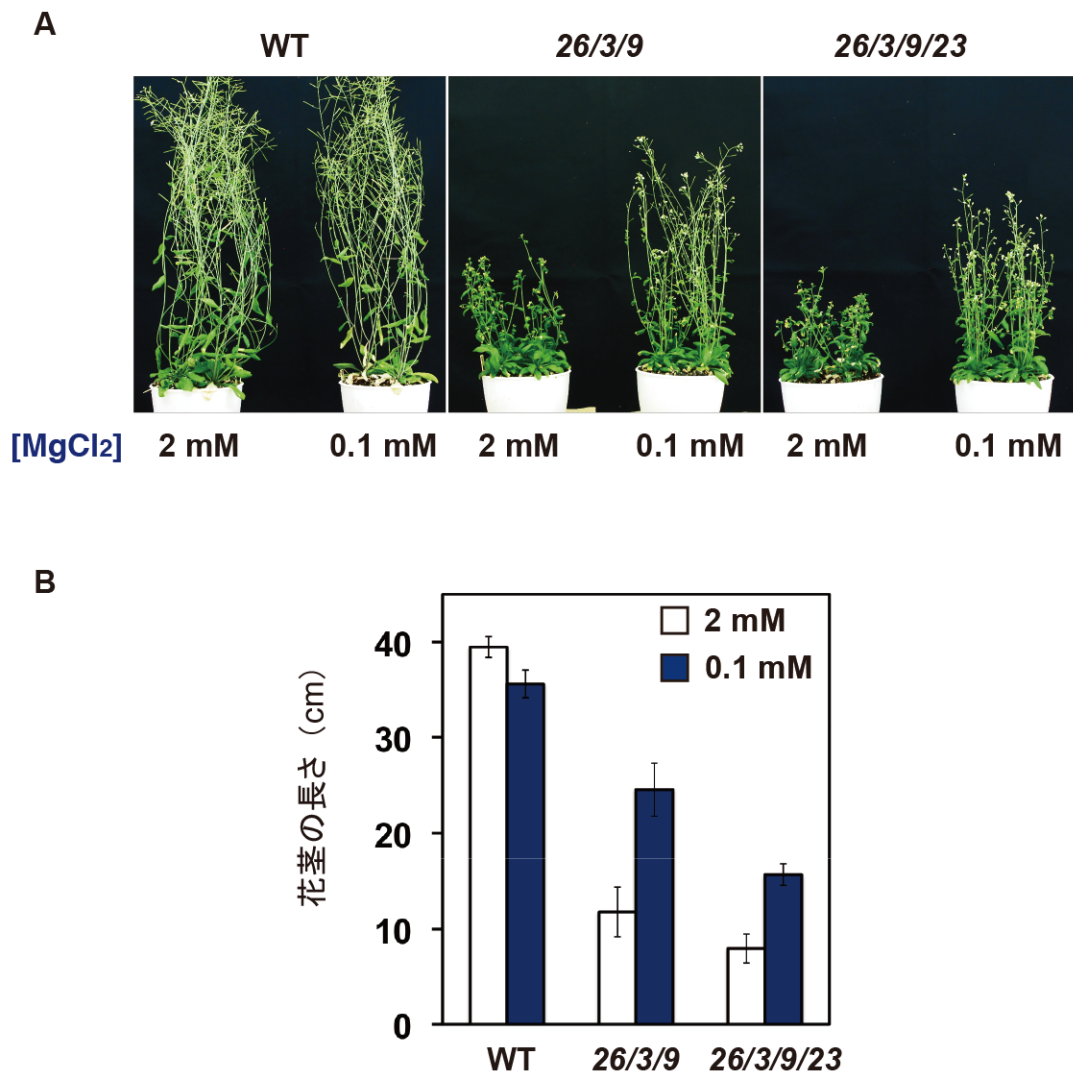 A
WT 26/3/9 26/3/9/23
[MgCl2] 2 mM 0.1 mM 2 mM 0.1 mM 2 mM 0.1 mM
B
2 mM
0.1 mM
花茎の長さ (cm)
40
30
20
10
0
WT 26/3/9 26/3/9/23